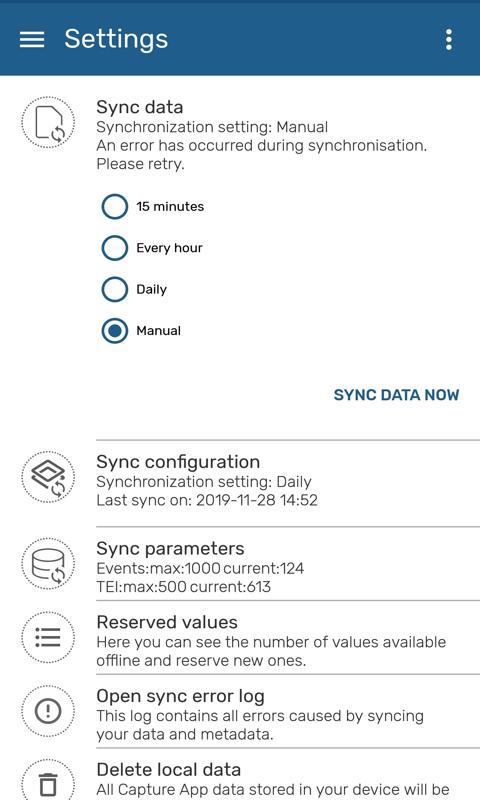 Settings
Sync data
Synchronization setting: Manual
An error has occurred during synchronisation.
Please retry.
15 minutes
Every hour
Daily
Manual
SYNC DATA NOW
Sync configuration
Synchronization setting: Daily
Last sync on: 2019-11-28 14:52
Sync parameters
Events:max:1000 current:124
TEI:max:500 current:613
Reserved values
Here you can see the number of values available
offline and reserve new ones.
Open sync error log
This log contains all errors caused by syncing
your data and metadata.
Delete local data
All Capture App data stored in your device will be